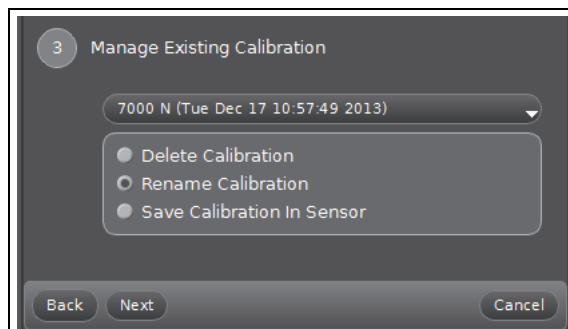 3 Manage Existing Calibration
7000 N (Tue Dec 17 10:57:49 2013)
Delete Calibration
Rename Calibration
Save Calibration In Sensor
Back Next Cancel